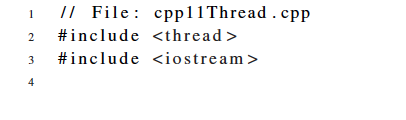 1 // File: cpp11Thread.cpp
2 #include <thread>
3 #include <iostream>
4